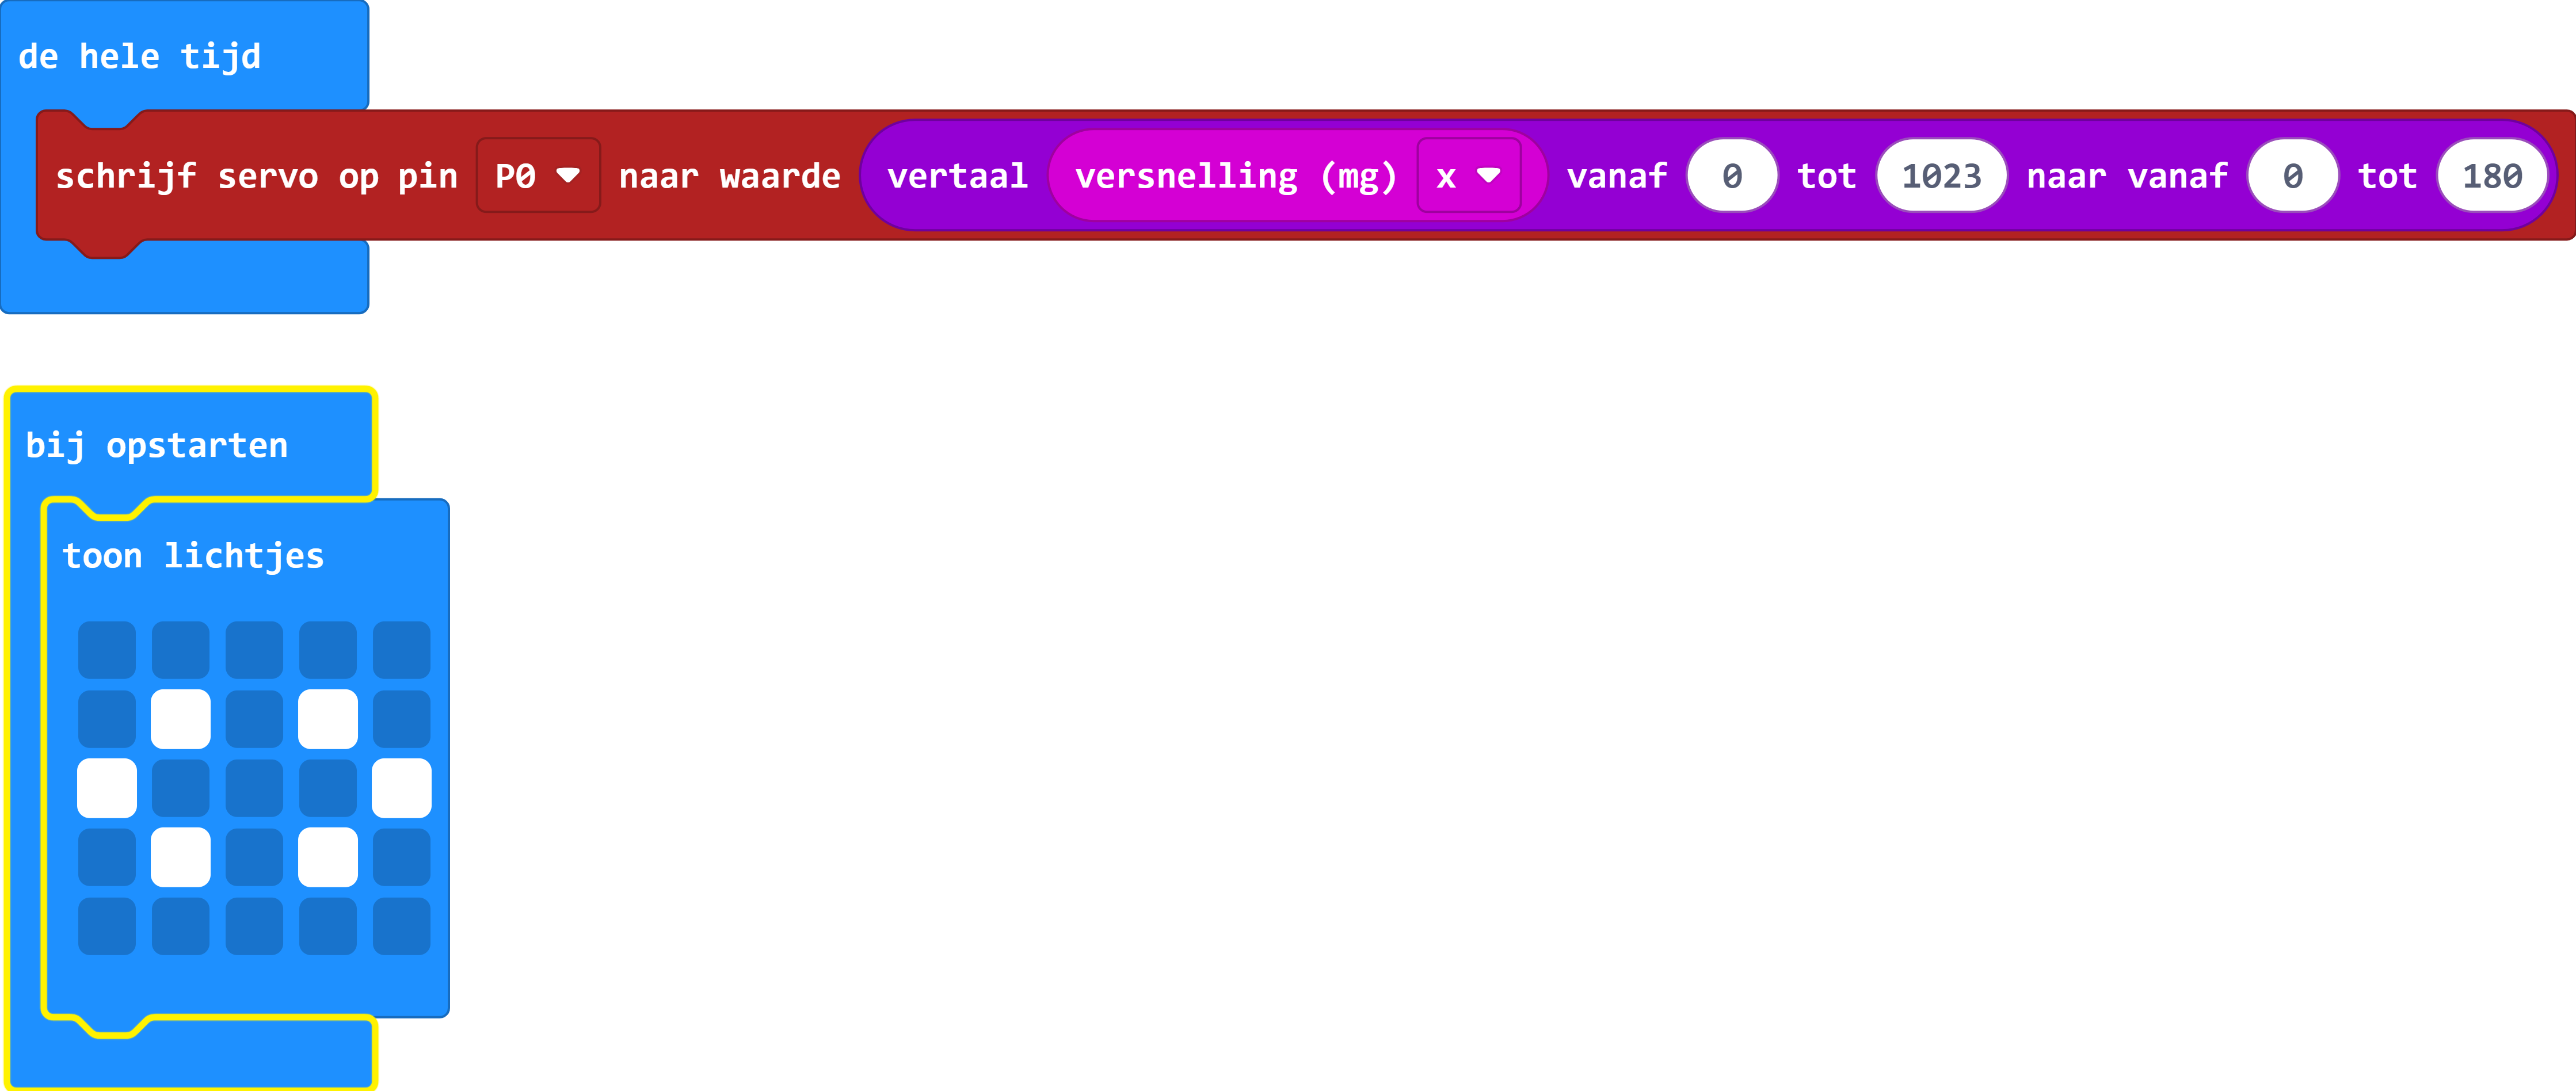 de hele tijd
schrijf servo op pin P0 naar waarde vertaal versnelling (mg) x vanaf 0 tot 1023 naar vanaf 0 tot 180
bij opstarten
toon lichtjes